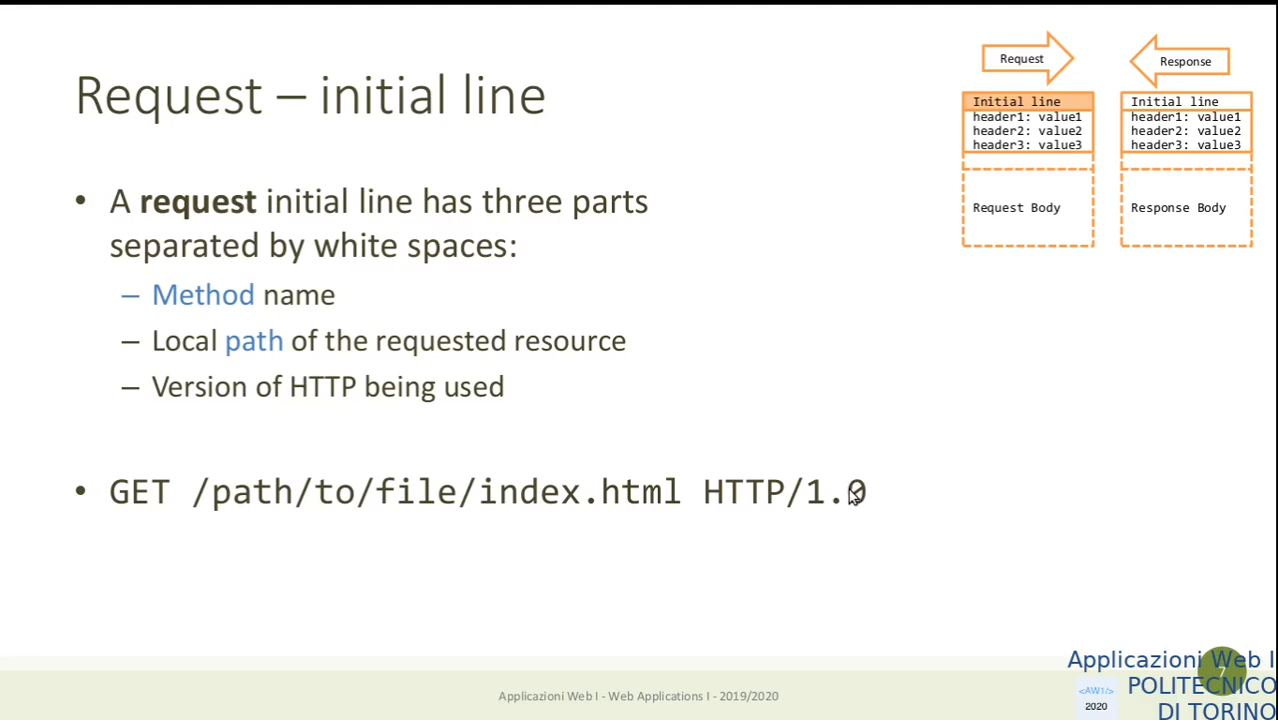 Request – initial line
• A request initial line has three parts
separated by white spaces:
– Method name
– Local path of the requested resource
– Version of HTTP being used
• GET /path/to/file/index.html HTTP/1.0
Request
Initial line
header1: value1
header2: value2
header3: value3
Request Body
Response
Initial line
header1: value1
header2: value2
header3: value3
Response Body
Applicazioni Web I - Web Applications I - 2019/2020
7
<AW1/>
2020
Applicazioni Web I
POLITECNICO
DI TORINO